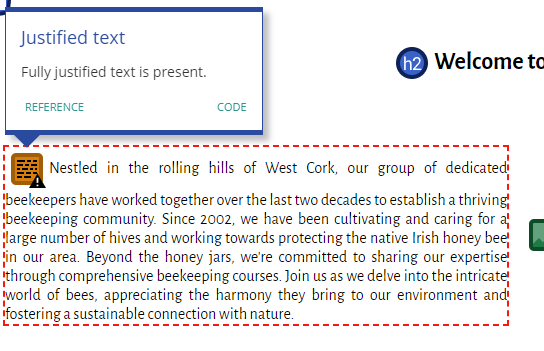 Justified text
Fully justified text is present.
REFERENCE CODE
h2 Welcome to
Nestled in the rolling hills of West Cork, our group of dedicated
beekeepers have worked together over the last two decades to establish a thriving
beekeeping community. Since 2002, we have been cultivating and caring for a
large number of hives and working towards protecting the native Irish honey bee
in our area. Beyond the honey jars, we're committed to sharing our expertise
through comprehensive beekeeping courses. Join us as we delve into the intricate
world of bees, appreciating the harmony they bring to our environment and
fostering a sustainable connection with nature.